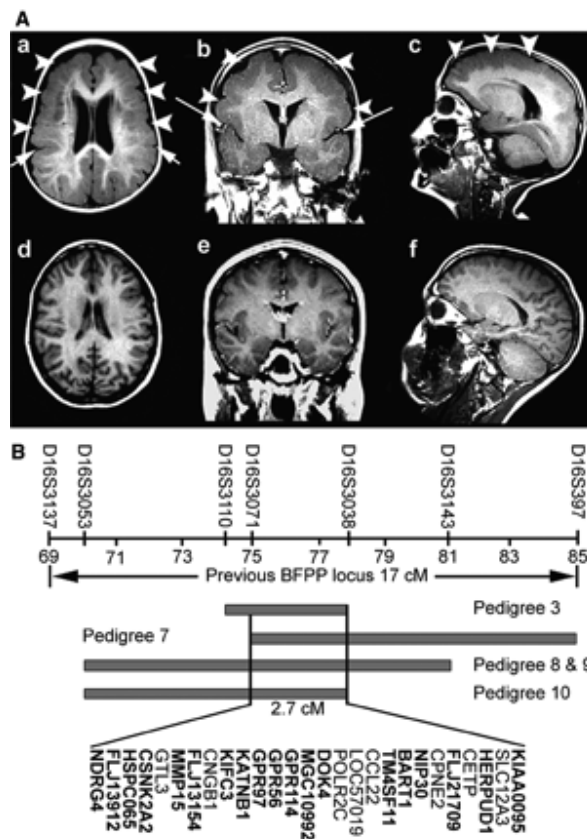 A
a
b
c
d
e
f
B
D16S3137
D16S3053
D16S3110
D16S3071
D16S3038
D16S3143
D16S397
69 71 73 75 77 79 81 83 85
Previous BFPP locus 17 cM
Pedigree 3
Pedigree 7
Pedigree 8 & 9
Pedigree 10
2.7 cM
NDRG4
FLJ13912
HSPC065
CSNK2A2
GTL3
MMP15
FLJ13154
CNGB1
KIFC3
KATNB1
GPR97
GPR56
GPR114
MGC10992
DOK4
POLR2C
LOC57019
CCL22
TM4SF11
BART1
NIP30
CPNE2
FLJ21709
CETP
HERPUD1
SLC12A3
KIAA0095